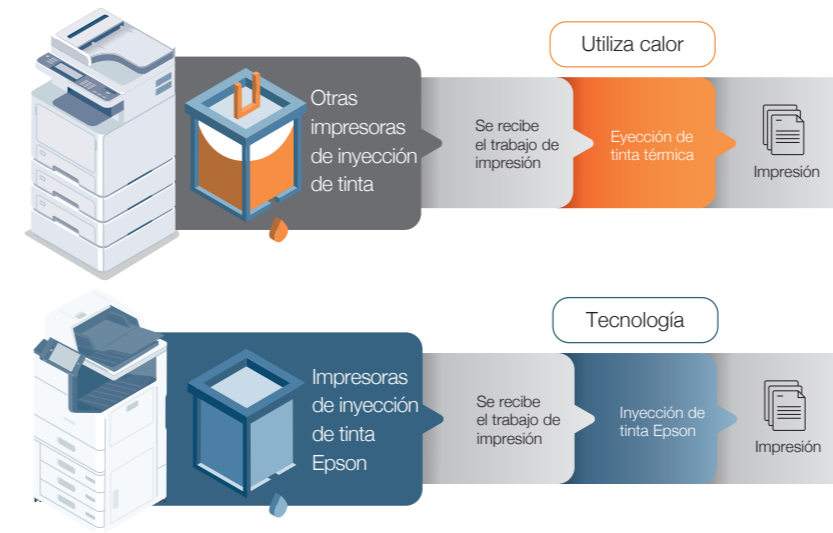 Utiliza calor
Otras
impresoras
de inyección
de tinta
Se recibe
el trabajo de
impresión
Eyección de
tinta térmica
Impresión
Tecnología
Impresoras
de inyección
de tinta
Epson
Se recibe
el trabajo de
impresión
Inyección de
tinta Epson
Impresión